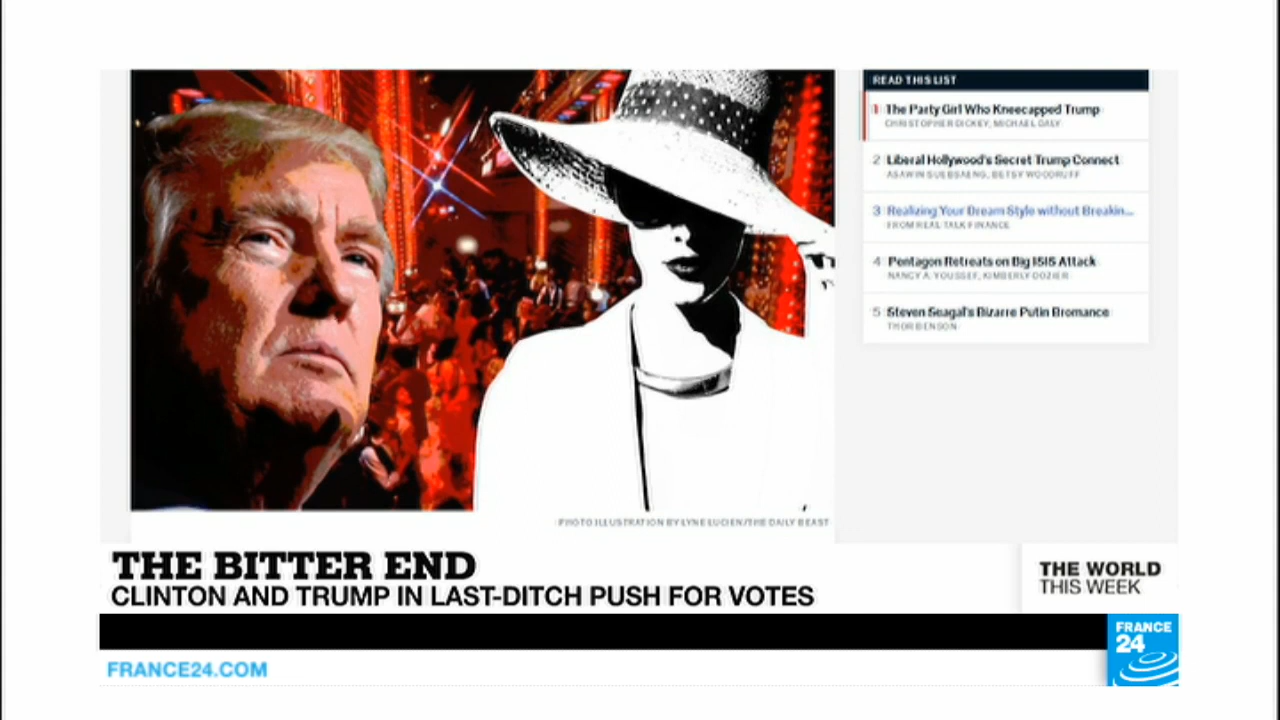 READ THIS LIST
1 The Party Girl Who Kneecapped Trump
CHRISTOPHER DICKEY, MICHAEL DALY
2 Liberal Hollywood's Secret Trump Connect
ASAWIN SUEBSAENG, BETSY WOODRUFF
3 Realizing Your Dream Style without Breakin...
FROM REAL TALK FINANCE
4 Pentagon Retreats on Big ISIS Attack
NANCY A. YOUSSEF, KIMBERLY DOZIER
5 Steven Seagal's Bizarre Putin Bromance
THOR BENSON
PHOTO ILLUSTRATION BY LYNE LUCIEN/THE DAILY BEAST
THE BITTER END
CLINTON AND TRUMP IN LAST-DITCH PUSH FOR VOTES
THE WORLD
THIS WEEK
FRANCE
24
FRANCE24.COM